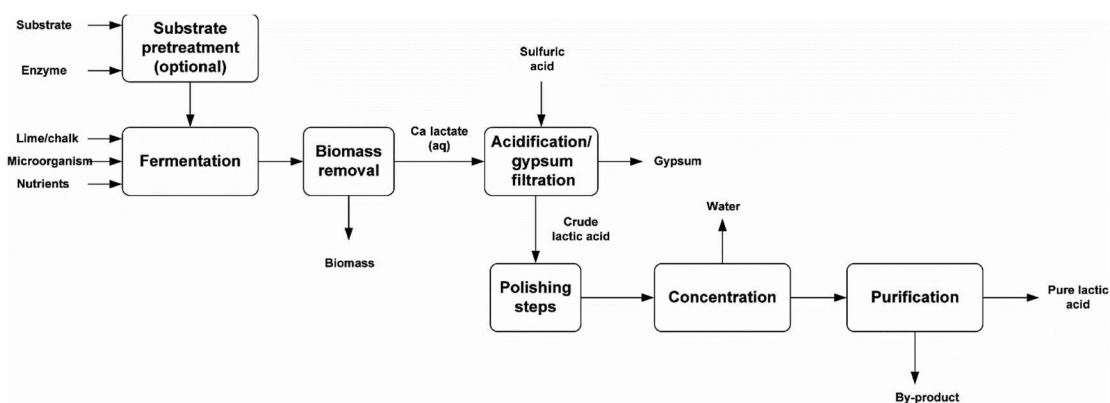 Substrate
Enzyme
Substrate
pretreatment
(optional)
Lime/chalk
Microorganism
Nutrients
Fermentation
Biomass
removal
Biomass
Ca lactate
(aq)
Sulfuric
acid
Acidification/
gypsum
filtration
Gypsum
Crude
lactic acid
Polishing
steps
Water
Concentration
Purification
Pure lactic
acid
By-product